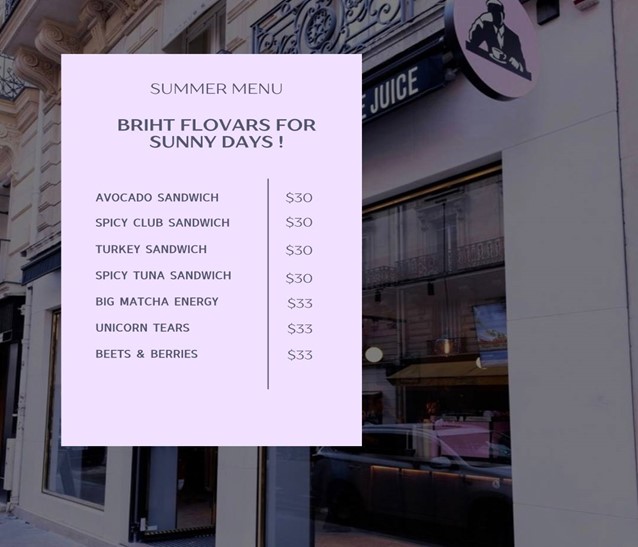 SUMMER MENU
BRIHT FLOVARS FOR
SUNNY DAYS !
AVOCADO SANDWICH $30
SPICY CLUB SANDWICH $30
TURKEY SANDWICH $30
SPICY TUNA SANDWICH $30
BIG MATCHA ENERGY $33
UNICORN TEARS $33
BEETS & BERRIES $33
JUICE